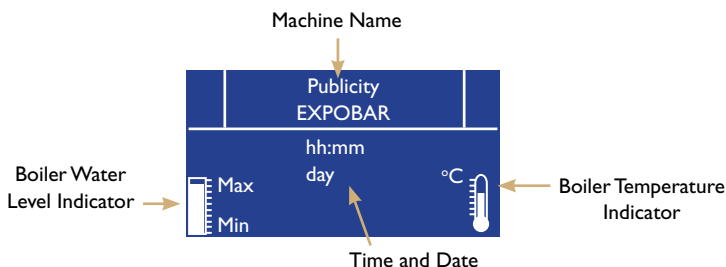 Machine Name
Publicity
EXPOBAR
hh:mm
day
°C
Max
Min
Boiler Water
Level Indicator
Boiler Temperature
Indicator
Time and Date